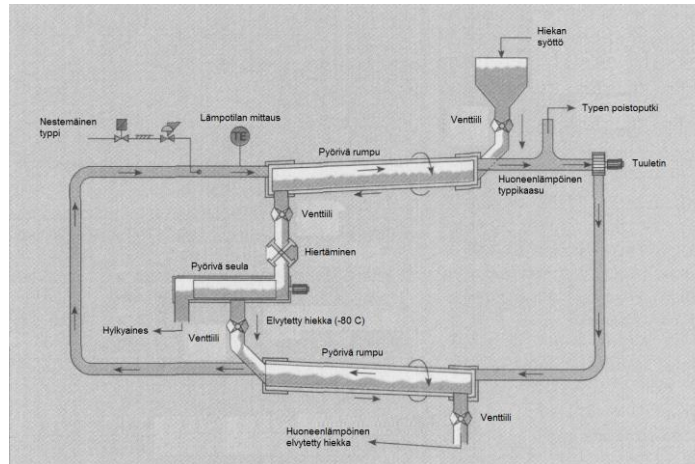 Hiekan
syöttö
Nestemäinen
typpi
Lämpötilan mittaus
TE
Venttiili
Typen poistoputki
Pyörivä rumpu
Tuuletin
Huoneenlämpöinen
typpikaasu
Venttiili
Hiertäminen
Pyörivä seula
Hylkyaines
Venttiili
Elvytetty hiekka (-80 C)
Pyörivä rumpu
Venttiili
Huoneenlämpöinen
elvytetty hiekka